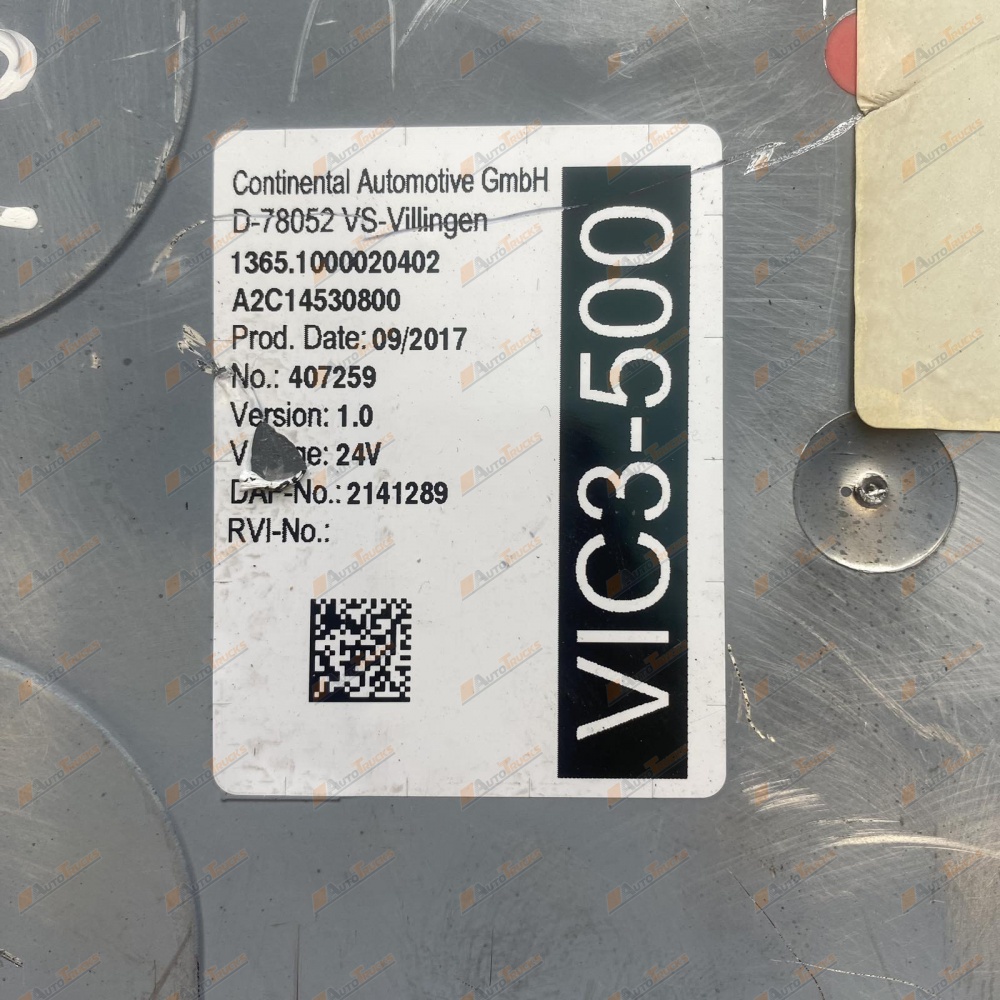 Continental Automotive GmbH
D-78052 VS-Villingen
1365.1000020402
A2C14530800
Prod. Date: 09/2017
No.: 407259
Version: 1.0
24V
DAF-No.: 2141289
RVI-No.:
VIC3-500
AUTOTRUCKS